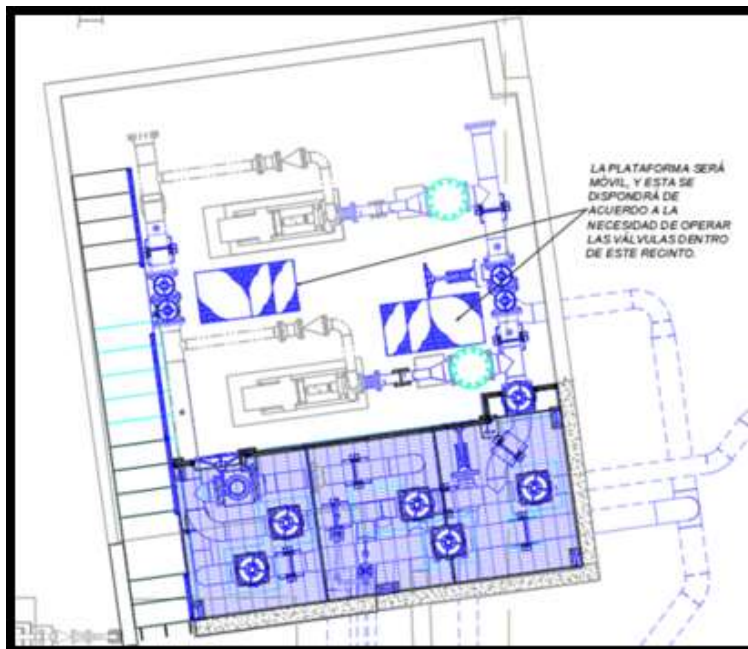 LA PLATAFORMA SERÁ
MÓVIL, Y ESTA SE
DISPONDRÁ DE
ACUERDO A LA
NECESIDAD DE OPERAR
LAS VÁLVULAS DENTRO
DE ESTE RECINTO.